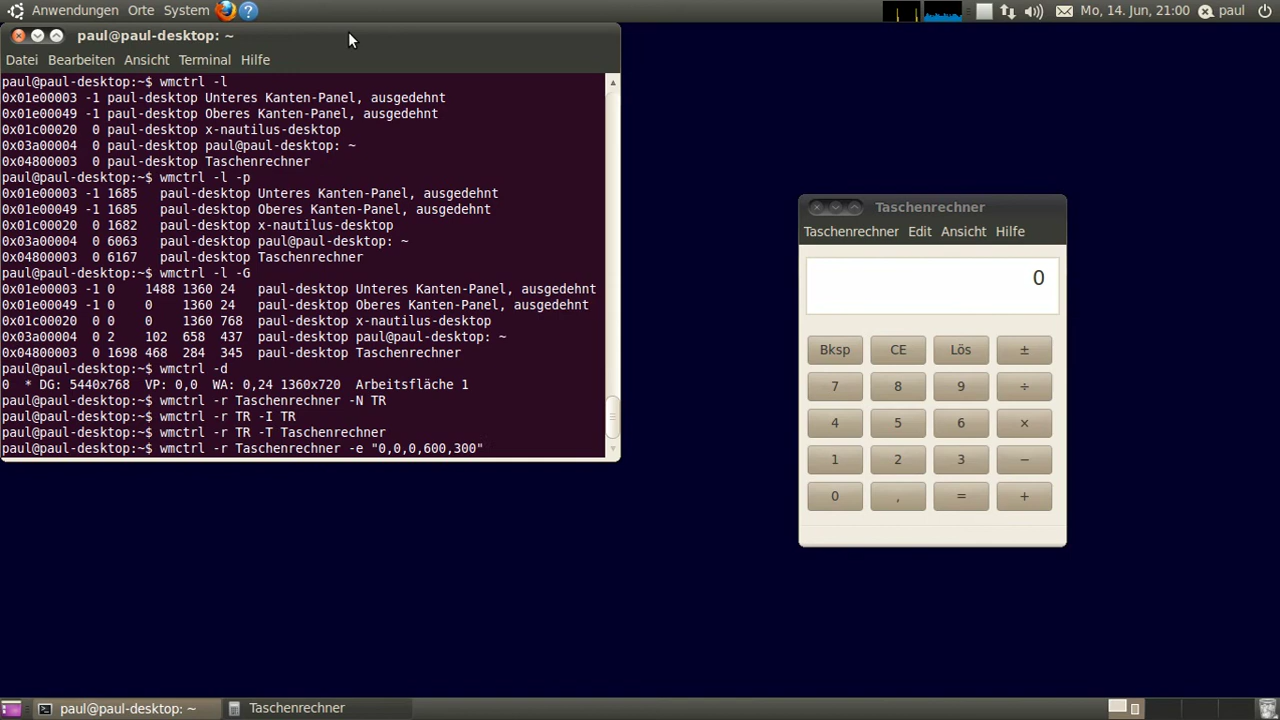 Anwendungen Orte System Mo, 14. Jun, 21:00 paul
paul@paul-desktop: ~
Datei Bearbeiten Ansicht Terminal Hilfe
paul@paul-desktop:~$ wmctrl -l
0x01e00003 -1 paul-desktop Unteres Kanten-Panel, ausgedehnt
0x01e00049 -1 paul-desktop Oberes Kanten-Panel, ausgedehnt
0x01c00020  0 paul-desktop x-nautilus-desktop
0x03a00004  0 paul-desktop paul@paul-desktop: ~
0x04800003  0 paul-desktop Taschenrechner
paul@paul-desktop:~$ wmctrl -l -p
0x01e00003 -1 1685   paul-desktop Unteres Kanten-Panel, ausgedehnt
0x01e00049 -1 1685   paul-desktop Oberes Kanten-Panel, ausgedehnt
0x01c00020  0 1682   paul-desktop x-nautilus-desktop
0x03a00004  0 6063   paul-desktop paul@paul-desktop: ~
0x04800003  0 6167   paul-desktop Taschenrechner
paul@paul-desktop:~$ wmctrl -l -G
0x01e00003 -1 0    1488 1360 24   paul-desktop Unteres Kanten-Panel, ausgedehnt
0x01e00049 -1 0    0    1360 24   paul-desktop Oberes Kanten-Panel, ausgedehnt
0x01c00020  0 0    0    1360 768  paul-desktop x-nautilus-desktop
0x03a00004  0 2    102  658  437  paul-desktop paul@paul-desktop: ~
0x04800003  0 1698 468  284  345  paul-desktop Taschenrechner
paul@paul-desktop:~$ wmctrl -d
0  * DG: 5440x768  VP: 0,0  WA: 0,24 1360x720  Arbeitsfläche 1
paul@paul-desktop:~$ wmctrl -r Taschenrechner -N TR
paul@paul-desktop:~$ wmctrl -r TR -I TR
paul@paul-desktop:~$ wmctrl -r TR -T Taschenrechner
paul@paul-desktop:~$ wmctrl -r Taschenrechner -e "0,0,0,600,300"
Taschenrechner
Taschenrechner Edit Ansicht Hilfe
0
Bksp CE Lös ±
7 8 9 ÷
4 5 6 ×
1 2 3 −
0 , = +
paul@paul-desktop: ~ Taschenrechner